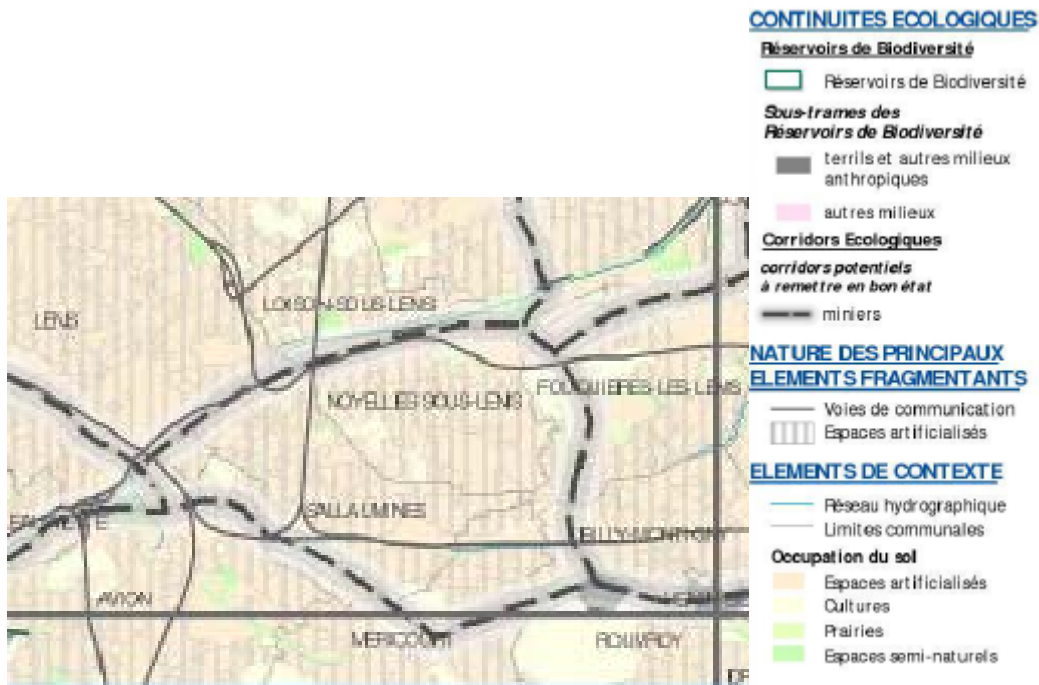 CONTINUITES ECOLOGIQUES
Réservoirs de Biodiversité
Réservoirs de Biodiversité
Sous-trames des
Réservoirs de Biodiversité
terrils et autres milieux
anthropiques
autres milieux
Corridors Ecologiques
corridors potentiels
à remettre en bon état
miniers
NATURE DES PRINCIPAUX
ELEMENTS FRAGMENTANTS
Voies de communication
Espaces artificialisés
ELEMENTS DE CONTEXTE
Réseau hydrographique
Limites communales
Occupation du sol
Espaces artificialisés
Cultures
Prairies
Espaces semi-naturels
LENS
LOISON-SOUS-LENS
NOYELLES SOUS-LENS
FOUQUIERES-LES-LENS
SALLAUMINES
BILLY-MONTIGNY
AVION
MERICOURT
ROUVROY